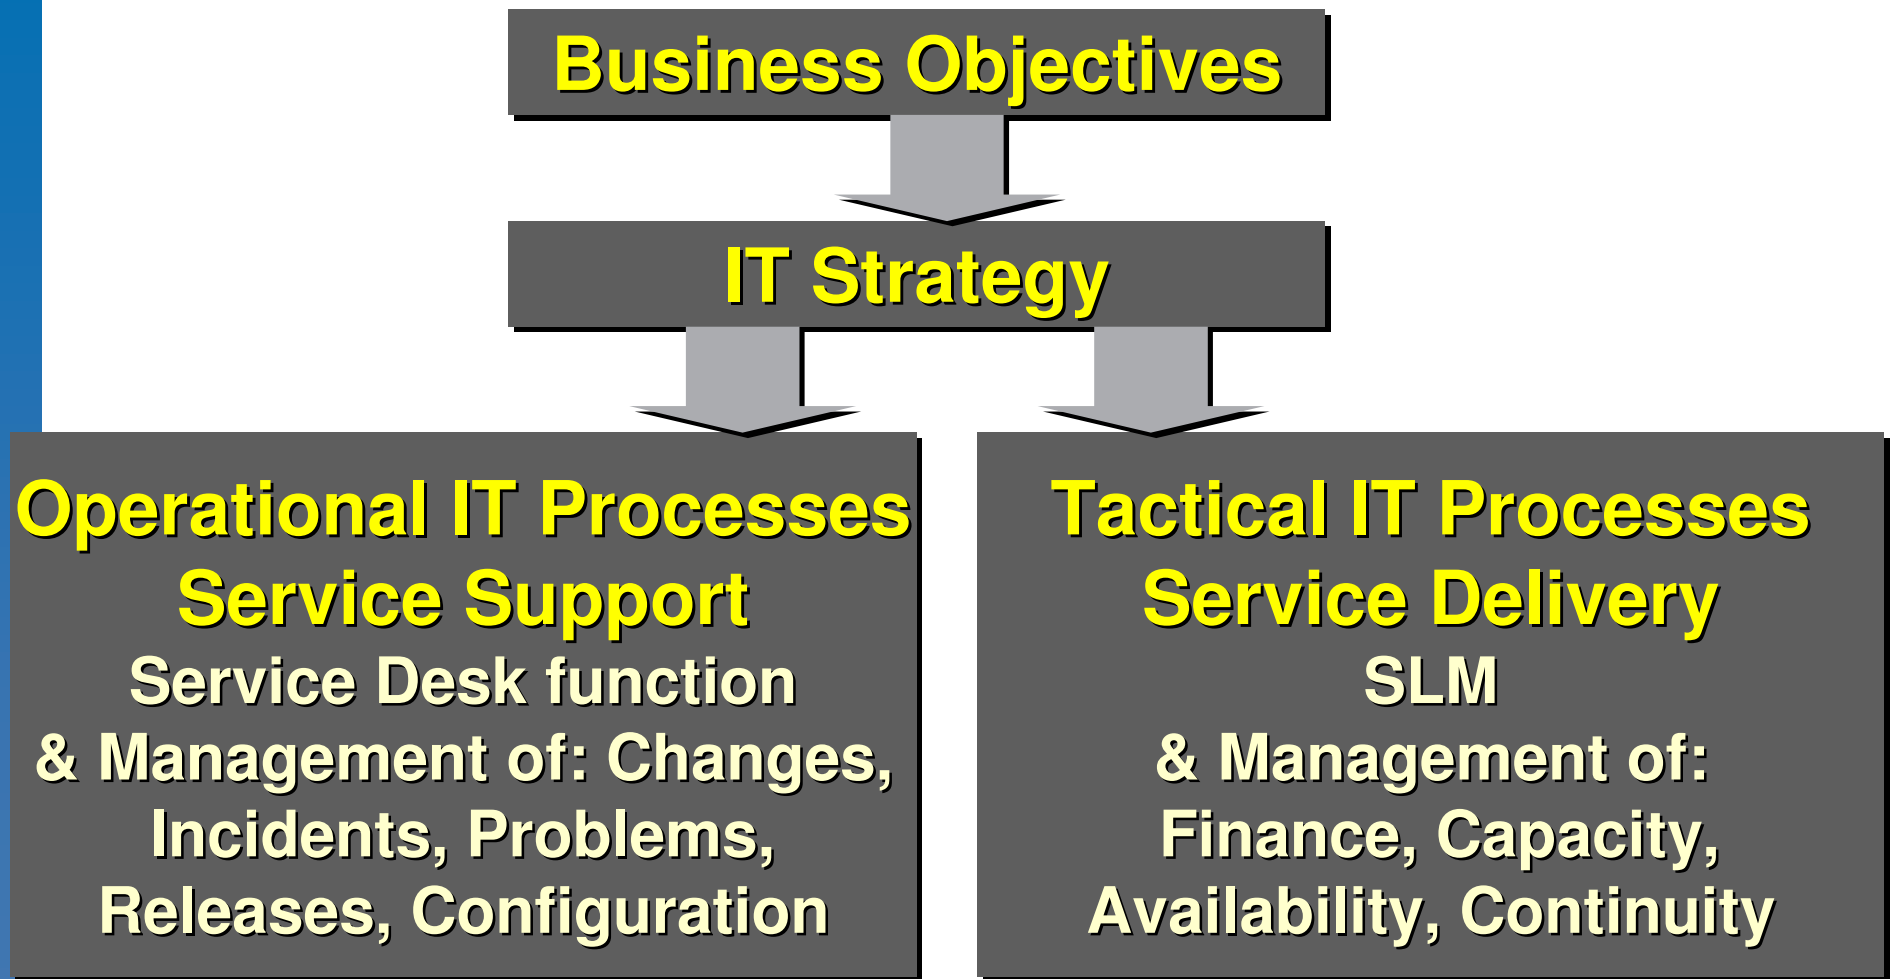 Business Objectives
IT Strategy
Operational IT Processes
Service Support
Service Desk function
& Management of: Changes,
Incidents, Problems,
Releases, Configuration
Tactical IT Processes
Service Delivery
SLM
& Management of:
Finance, Capacity,
Availability, Continuity